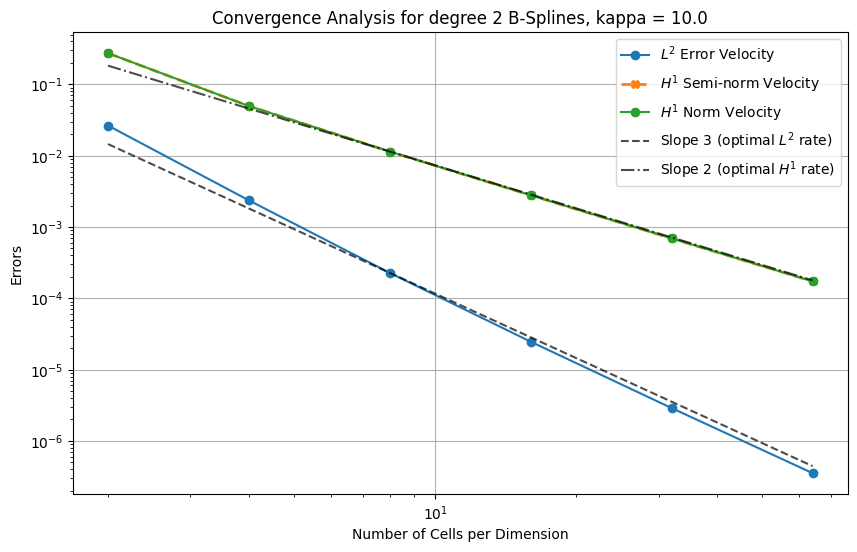 Convergence Analysis for degree 2 B-Splines, kappa = 10.0
L² Error Velocity
H¹ Semi-norm Velocity
H¹ Norm Velocity
Slope 3 (optimal L² rate)
Slope 2 (optimal H¹ rate)
Errors
10⁻¹
10⁻²
10⁻³
10⁻⁴
10⁻⁵
10⁻⁶
10¹
Number of Cells per Dimension